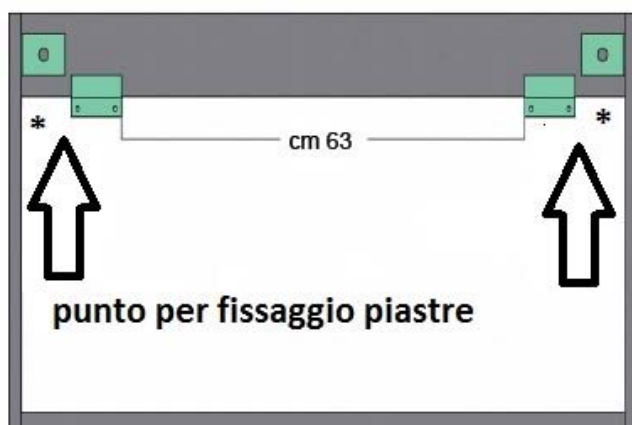 * *
cm 63
punto per fissaggio piastre